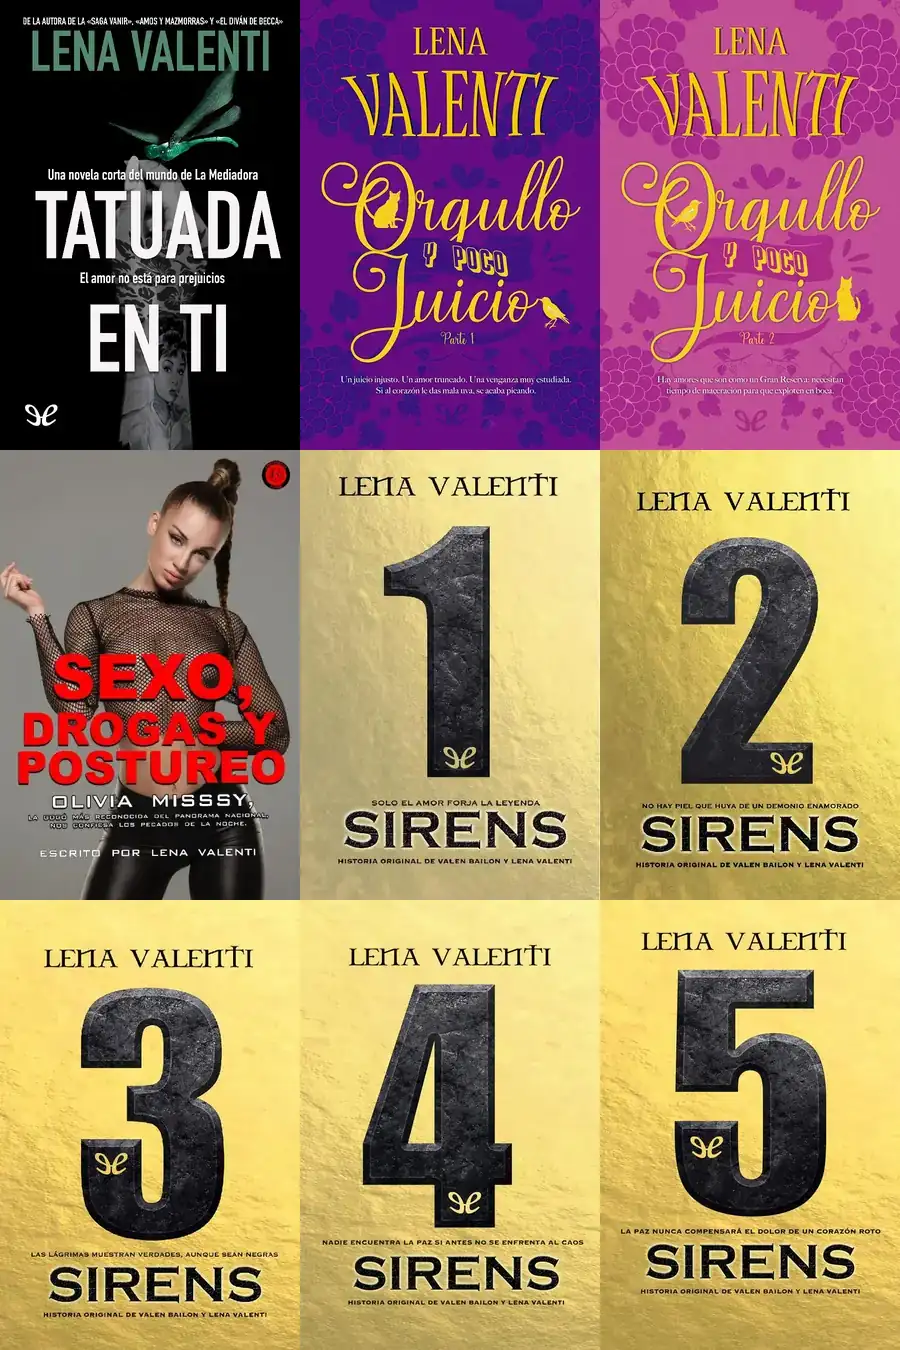 DE LA AUTORA DE LA «SAGA VANIR», «AMOS Y MAZMORRAS» Y «EL DIVÁN DE BECCA»
LENA VALENTI
Una novela corta del mundo de La Mediadora
TATUADA
El amor no está para prejuicios
EN TI
LENA
VALENTI
Orgullo
Y POCO
Juicio
Parte 1
Un juicio injusto. Un amor truncado. Una venganza muy estudiada.
Si al corazón le das mala uva, se acaba picando.
LENA
VALENTI
Orgullo
Y POCO
Juicio
Parte 2
Hay amores que son como un Gran Reserva: necesitan
tiempo de maceración para que exploten en boca.
SEXO,
DROGAS Y
POSTUREO
OLIVIA MISSSY,
LA GOGÓ MÁS RECONOCIDA DEL PANORAMA NACIONAL,
NOS CONFIESA LOS PECADOS DE LA NOCHE.
ESCRITO POR LENA VALENTI
LENA VALENTI
1
SOLO EL AMOR FORJA LA LEYENDA
SIRENS
HISTORIA ORIGINAL DE VALEN BAILON Y LENA VALENTI
LENA VALENTI
2
NO HAY PIEL QUE HUYA DE UN DEMONIO ENAMORADO
SIRENS
HISTORIA ORIGINAL DE VALEN BAILON Y LENA VALENTI
LENA VALENTI
3
LAS LÁGRIMAS MUESTRAN VERDADES, AUNQUE SEAN NEGRAS
SIRENS
HISTORIA ORIGINAL DE VALEN BAILON Y LENA VALENTI
LENA VALENTI
4
NADIE ENCUENTRA LA PAZ SI ANTES NO SE ENFRENTA AL CAOS
SIRENS
HISTORIA ORIGINAL DE VALEN BAILON Y LENA VALENTI
LENA VALENTI
5
LA PAZ NUNCA COMPENSARÁ EL DOLOR DE UN CORAZÓN ROTO
SIRENS
HISTORIA ORIGINAL DE VALEN BAILON Y LENA VALENTI